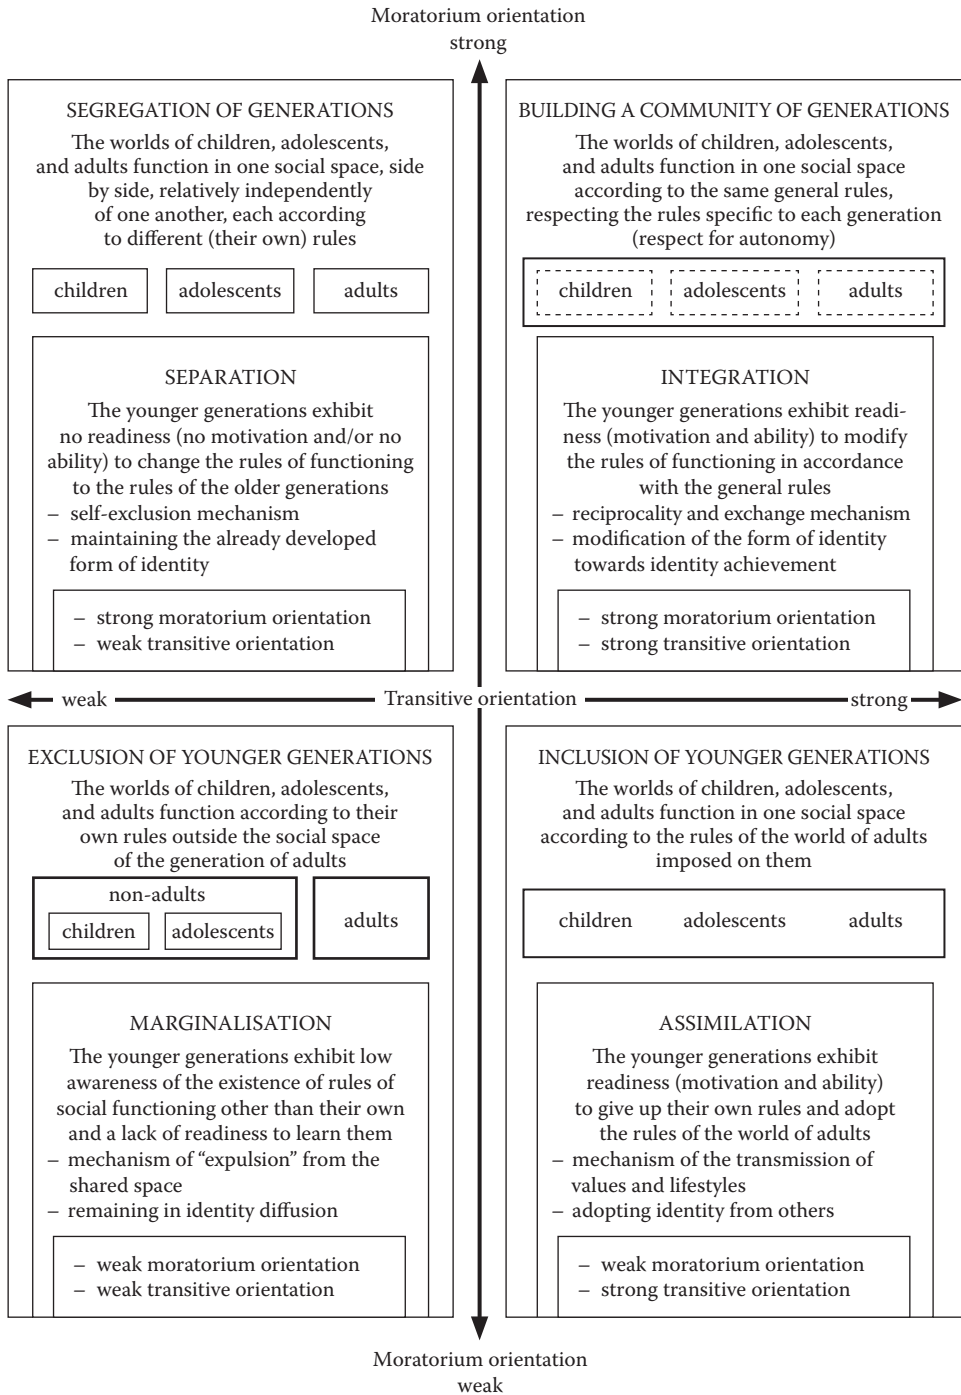 Moratorium orientation
strong
SEGREGATION OF GENERATIONS
The worlds of children, adolescents,
and adults function in one social space, side
by side, relatively independently
of one another, each according
to different (their own) rules
children
adolescents
adults
SEPARATION
The younger generations exhibit
no readiness (no motivation and/or no
ability) to change the rules of functioning
to the rules of the older generations
– self-exclusion mechanism
– maintaining the already developed
form of identity
– strong moratorium orientation
– weak transitive orientation
BUILDING A COMMUNITY OF GENERATIONS
The worlds of children, adolescents,
and adults function in one social space
according to the same general rules,
respecting the rules specific to each generation
(respect for autonomy)
children
adolescents
adults
INTEGRATION
The younger generations exhibit readi-
ness (motivation and ability) to modify
the rules of functioning in accordance
with the general rules
– reciprocality and exchange mechanism
– modification of the form of identity
towards identity achievement
– strong moratorium orientation
– strong transitive orientation
weak
Transitive orientation
strong
EXCLUSION OF YOUNGER GENERATIONS
The worlds of children, adolescents,
and adults function according to their
own rules outside the social space
of the generation of adults
non-adults
children
adolescents
adults
MARGINALISATION
The younger generations exhibit low
awareness of the existence of rules of
social functioning other than their own
and a lack of readiness to learn them
– mechanism of “expulsion” from the
shared space
– remaining in identity diffusion
– weak moratorium orientation
– weak transitive orientation
INCLUSION OF YOUNGER GENERATIONS
The worlds of children, adolescents,
and adults function in one social space
according to the rules of the world of adults
imposed on them
children
adolescents
adults
ASSIMILATION
The younger generations exhibit
readiness (motivation and ability)
to give up their own rules and adopt
the rules of the world of adults
– mechanism of the transmission of
values and lifestyles
– adopting identity from others
– weak moratorium orientation
– strong transitive orientation
Moratorium orientation
weak